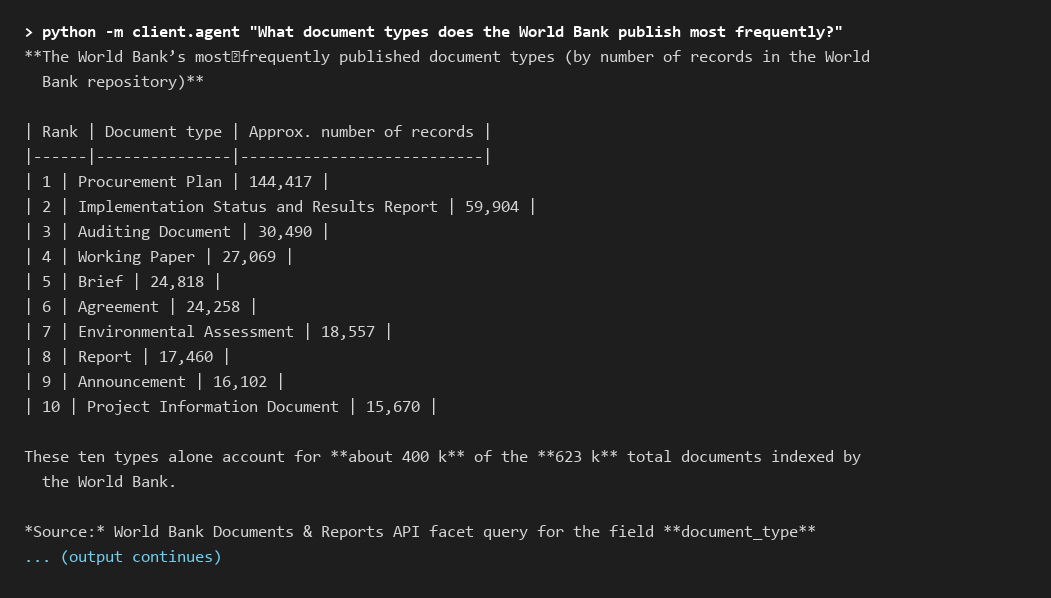 > python -m client.agent "What document types does the World Bank publish most frequently?"
**The World Bank’s most�frequently published document types (by number of records in the World
Bank repository)**
| Rank | Document type | Approx. number of records |
|------|---------------|---------------------------|
| 1 | Procurement Plan | 144,417 |
| 2 | Implementation Status and Results Report | 59,904 |
| 3 | Auditing Document | 30,490 |
| 4 | Working Paper | 27,069 |
| 5 | Brief | 24,818 |
| 6 | Agreement | 24,258 |
| 7 | Environmental Assessment | 18,557 |
| 8 | Report | 17,460 |
| 9 | Announcement | 16,102 |
| 10 | Project Information Document | 15,670 |
These ten types alone account for **about 400 k** of the **623 k** total documents indexed by
the World Bank.
*Source:* World Bank Documents & Reports API facet query for the field **document_type**
... (output continues)